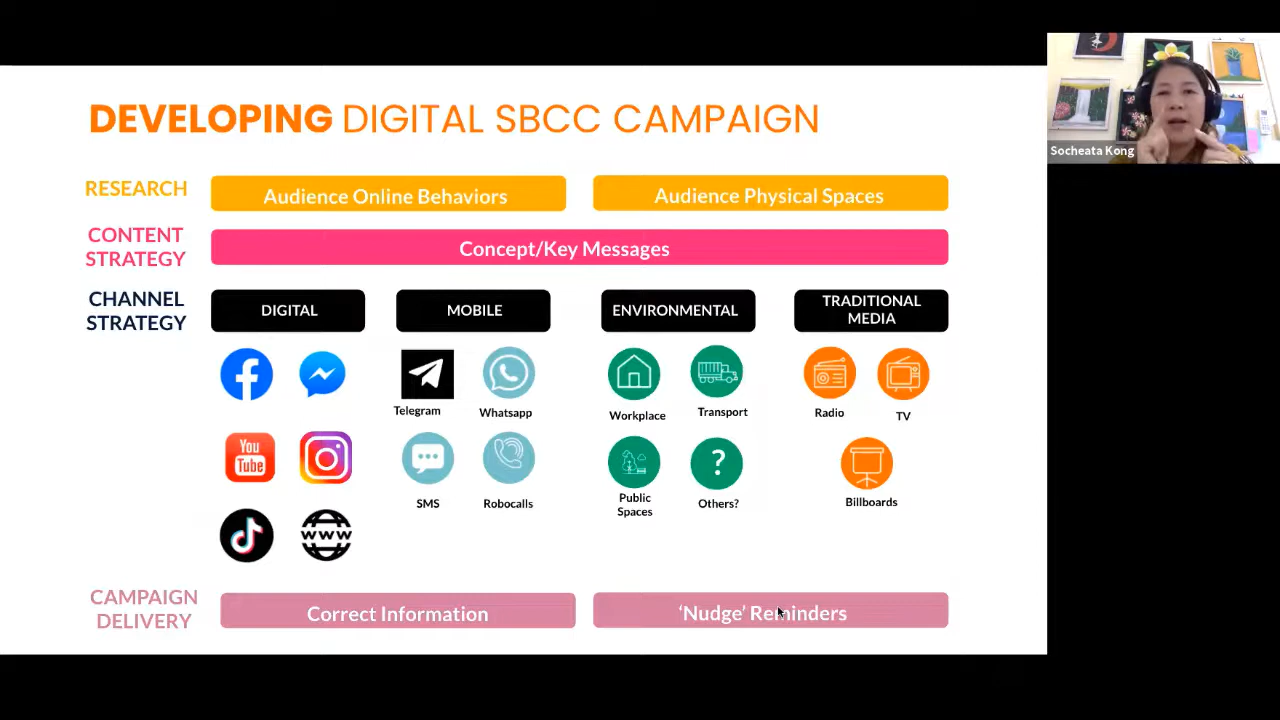 DEVELOPING DIGITAL SBCC CAMPAIGN
Socheata Kong
RESEARCH
Audience Online Behaviors
Audience Physical Spaces
CONTENT
STRATEGY
Concept/Key Messages
CHANNEL
STRATEGY
DIGITAL
MOBILE
ENVIRONMENTAL
TRADITIONAL
MEDIA
Telegram
Whatsapp
Workplace
Transport
Radio
TV
You
Tube
SMS
Robocalls
?
Public
Spaces
Others?
Billboards
WWW
CAMPAIGN
DELIVERY
Correct Information
‘Nudge’ Reminders